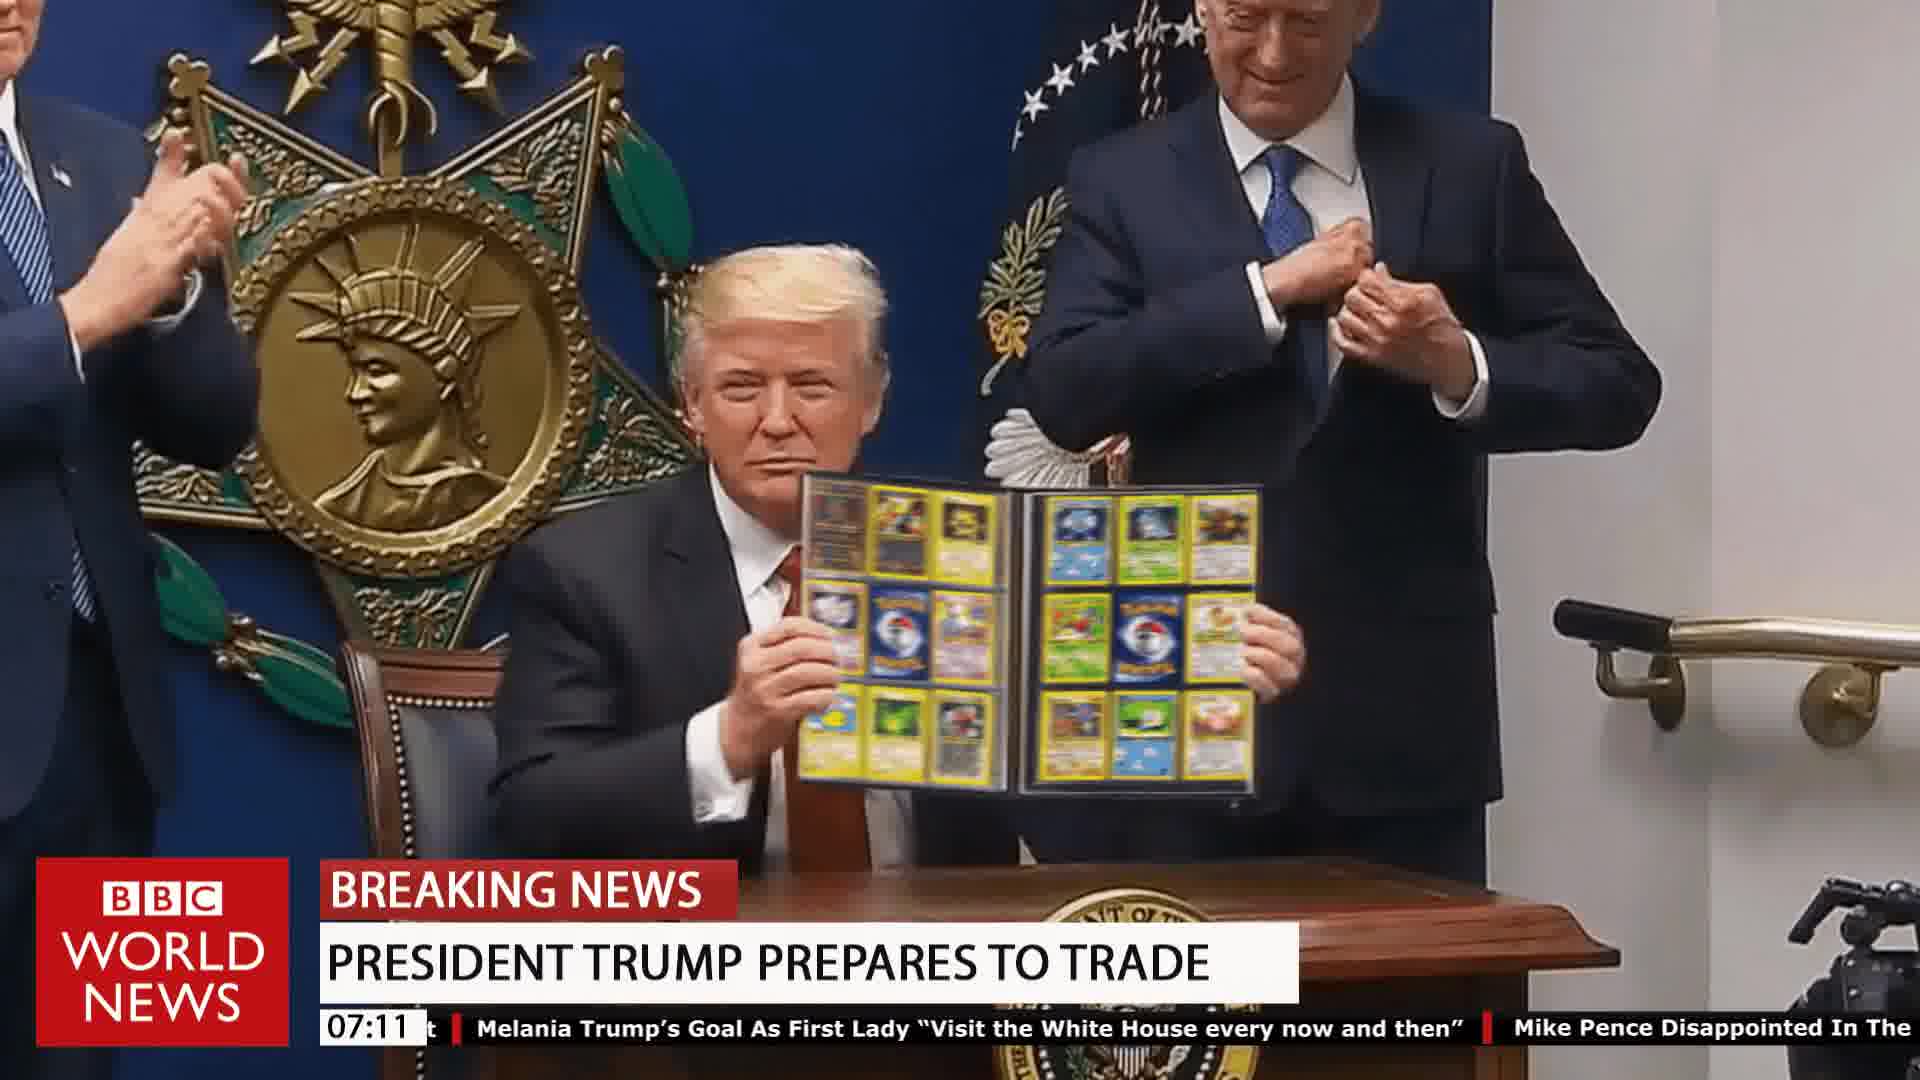 BBC
WORLD
NEWS
BREAKING NEWS
PRESIDENT TRUMP PREPARES TO TRADE
07:11
t | Melania Trump’s Goal As First Lady “Visit the White House every now and then” | Mike Pence Disappointed In The